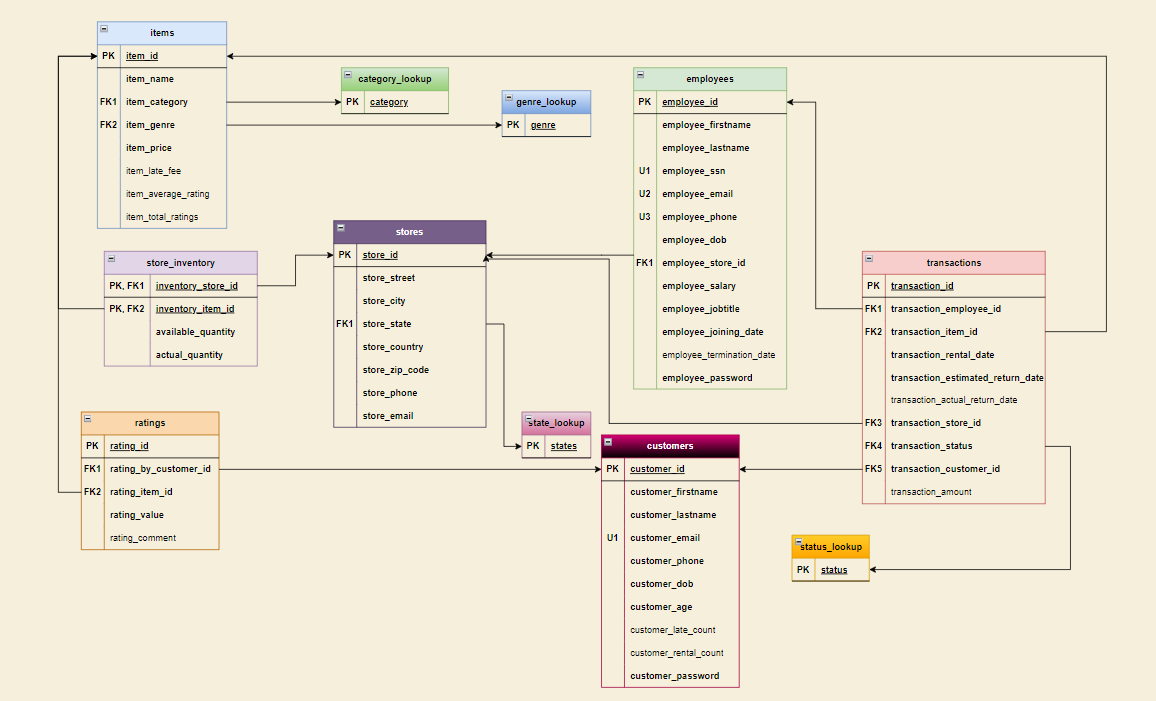 items
PK item_id
item_name
FK1 item_category
FK2 item_genre
item_price
item_late_fee
item_average_rating
item_total_ratings
category_lookup
PK category
genre_lookup
PK genre
employees
PK employee_id
employee_firstname
employee_lastname
U1 employee_ssn
U2 employee_email
U3 employee_phone
employee_dob
FK1 employee_store_id
employee_salary
employee_jobtitle
employee_joining_date
employee_termination_date
employee_password
stores
PK store_id
store_street
store_city
FK1 store_state
store_country
store_zip_code
store_phone
store_email
store_inventory
PK, FK1 inventory_store_id
PK, FK2 inventory_item_id
available_quantity
actual_quantity
transactions
PK transaction_id
FK1 transaction_employee_id
FK2 transaction_item_id
transaction_rental_date
transaction_estimated_return_date
transaction_actual_return_date
FK3 transaction_store_id
FK4 transaction_status
FK5 transaction_customer_id
transaction_amount
ratings
PK rating_id
FK1 rating_by_customer_id
FK2 rating_item_id
rating_value
rating_comment
state_lookup
PK states
customers
PK customer_id
customer_firstname
customer_lastname
U1 customer_email
customer_phone
customer_dob
customer_age
customer_late_count
customer_rental_count
customer_password
status_lookup
PK status